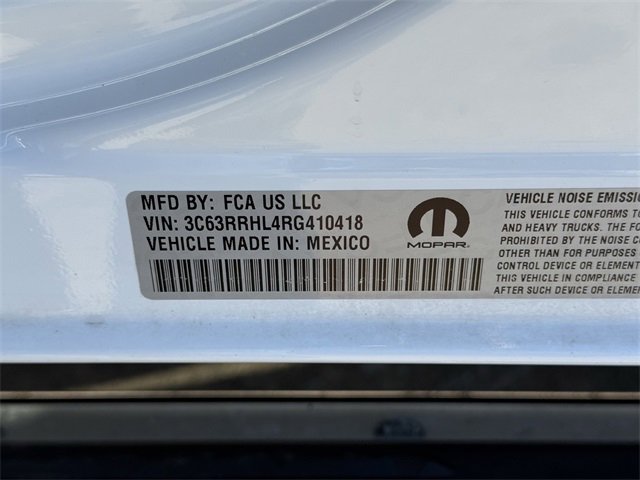 MFD BY: FCA US LLC
VIN: 3C63RRHL4RG410418
VEHICLE MADE IN: MEXICO
MOPAR
VEHICLE NOISE EMISSIO
THIS VEHICLE CONFORMS TO
AND HEAVY TRUCKS. THE FO
PROHIBITED BY THE NOISE C
OTHER THAN FOR PURPOSES
CONTROL DEVICE OR ELEMENT
THIS VEHICLE IN COMPLIANCE
AFTER SUCH DEVICE OR ELEME